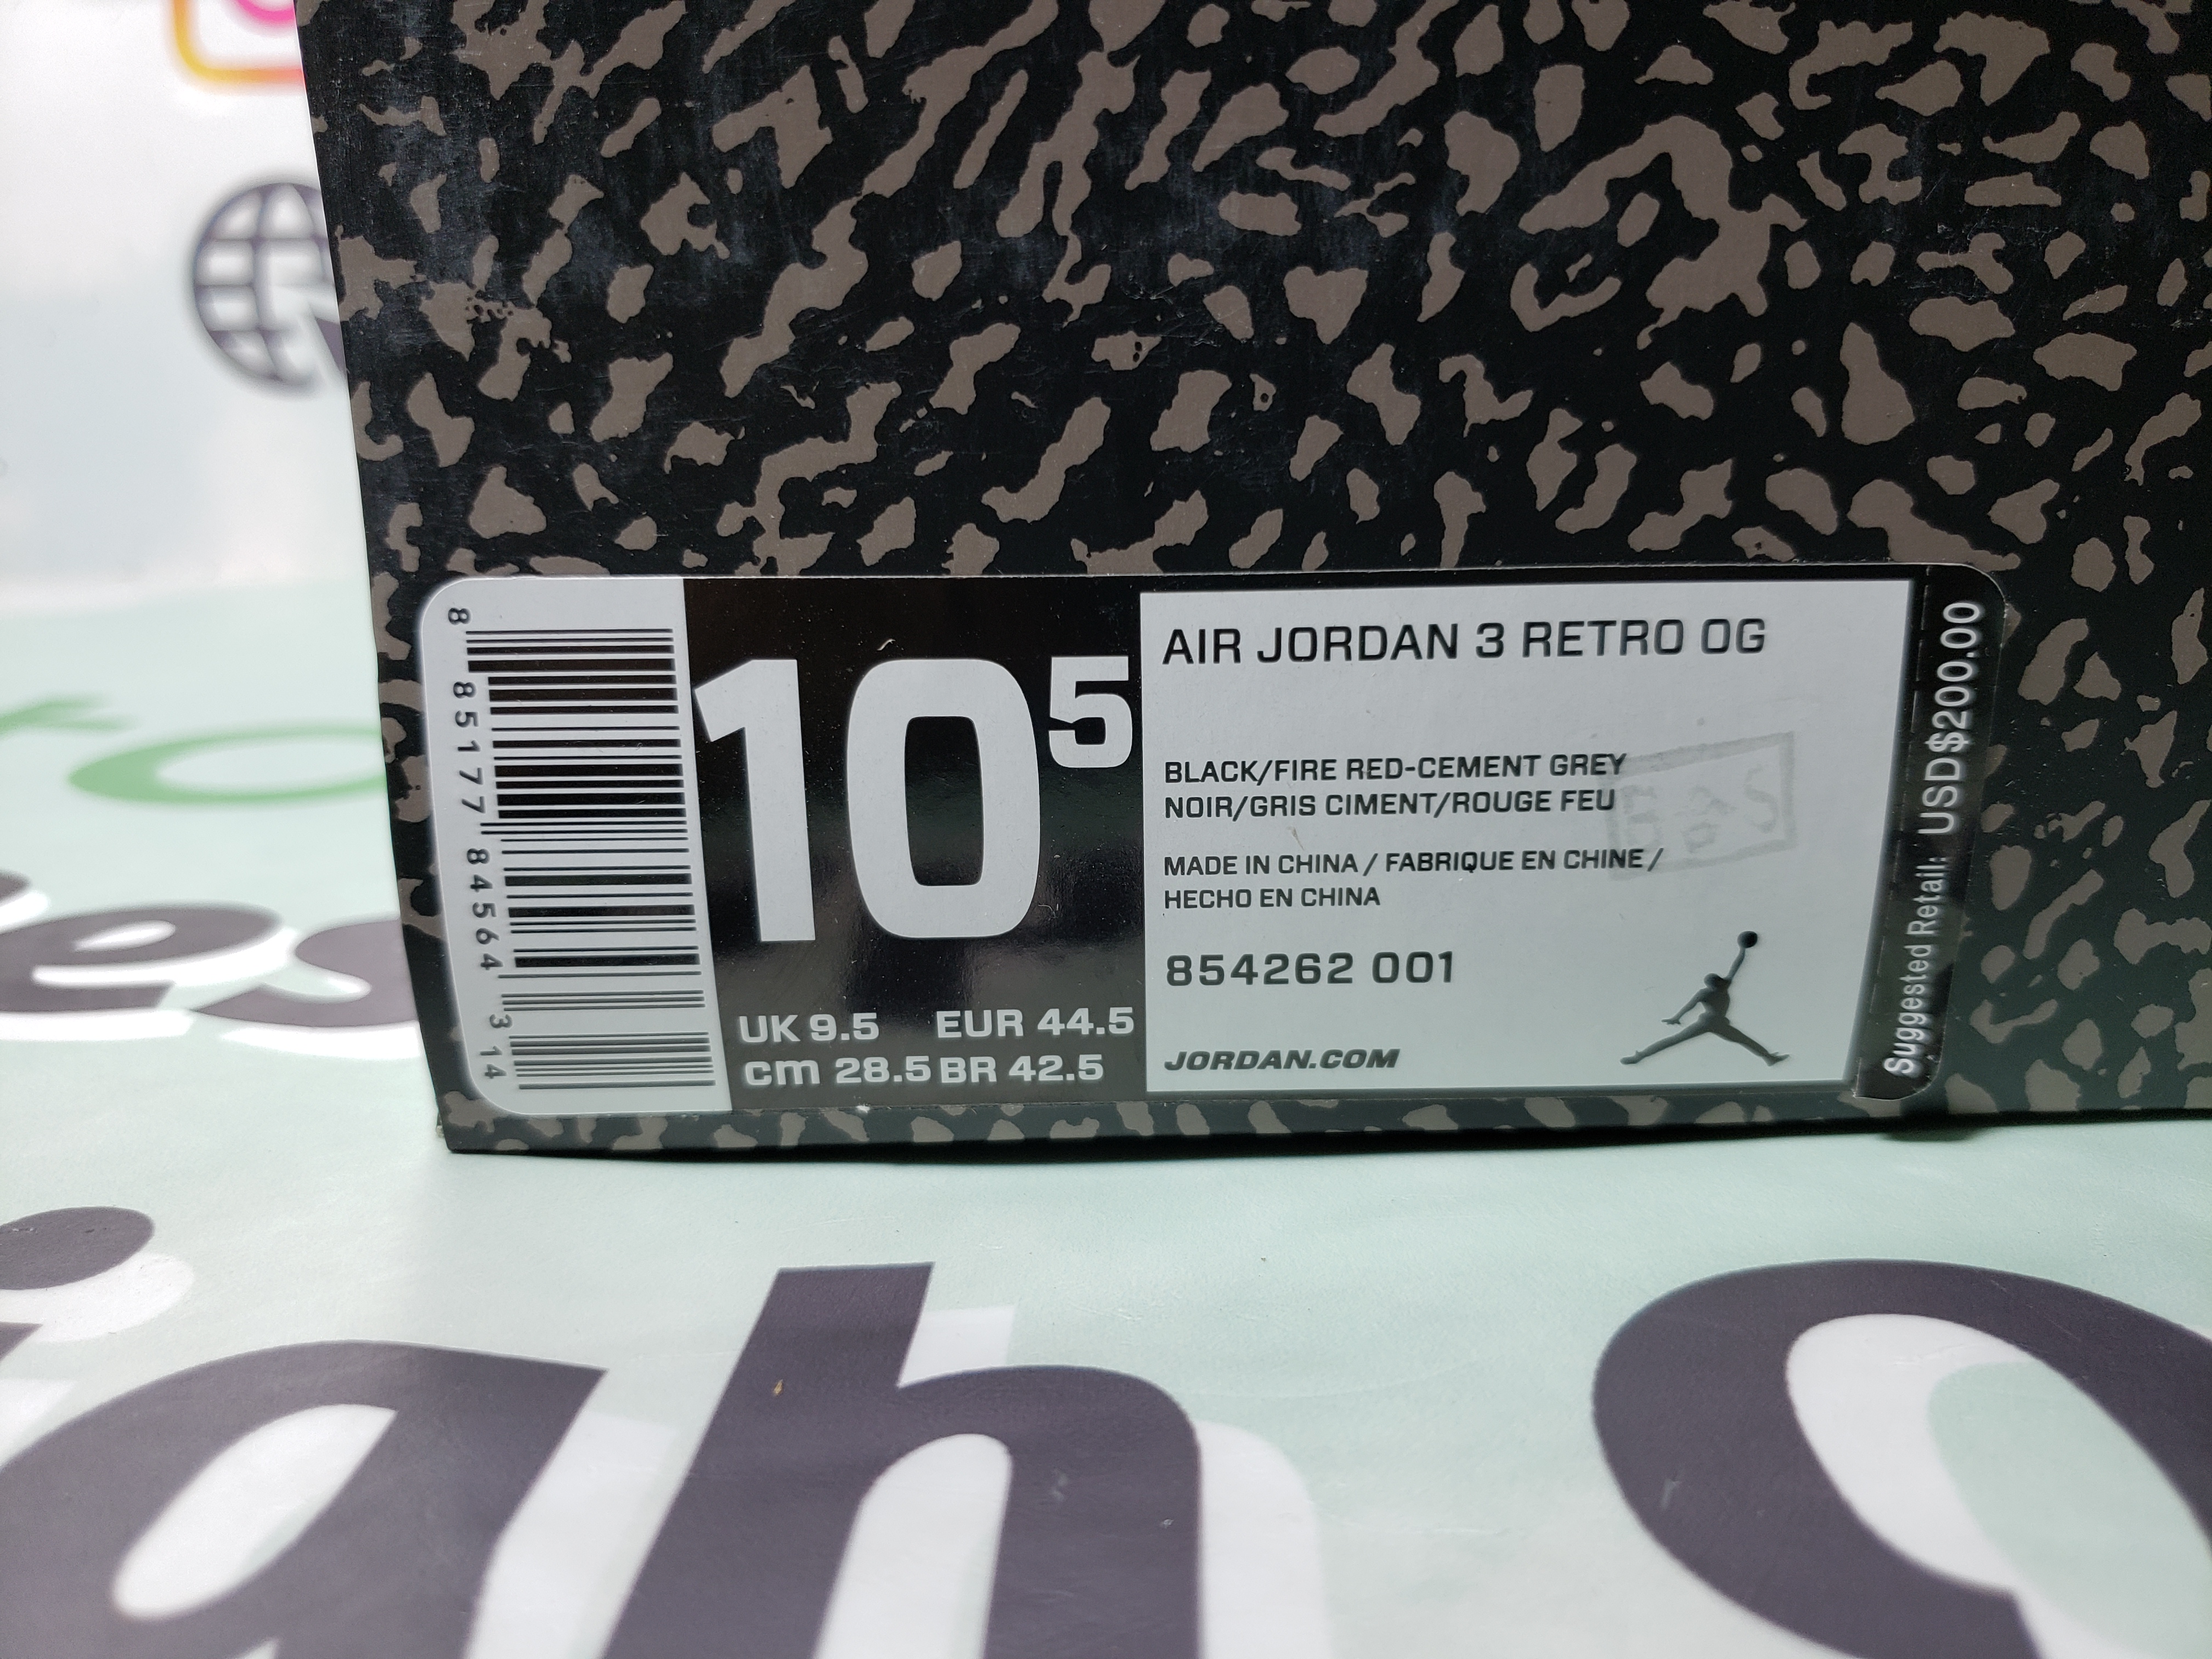 8 85177 84564 3 14
10 5
UK 9.5 EUR 44.5
cm 28.5 BR 42.5
AIR JORDAN 3 RETRO OG
BLACK/FIRE RED-CEMENT GREY
NOIR/GRIS CIMENT/ROUGE FEU
MADE IN CHINA / FABRIQUE EN CHINE /
HECHO EN CHINA
854262 001
JORDAN.COM
Suggested Retail: USD$200.00